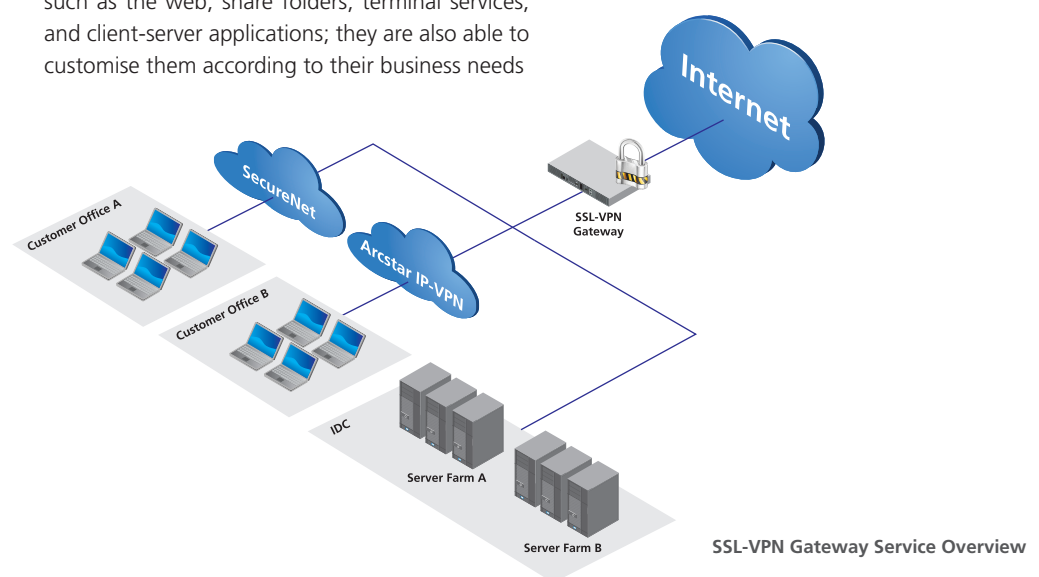 such as the web, share folders, terminal services,
and client-server applications; they are also able to
customise them according to their business needs
Internet
SecureNet
SSL-VPN
Gateway
Customer Office A
Arcstar IP-VPN
Customer Office B
IDC
Server Farm A
Server Farm B
SSL-VPN Gateway Service Overview